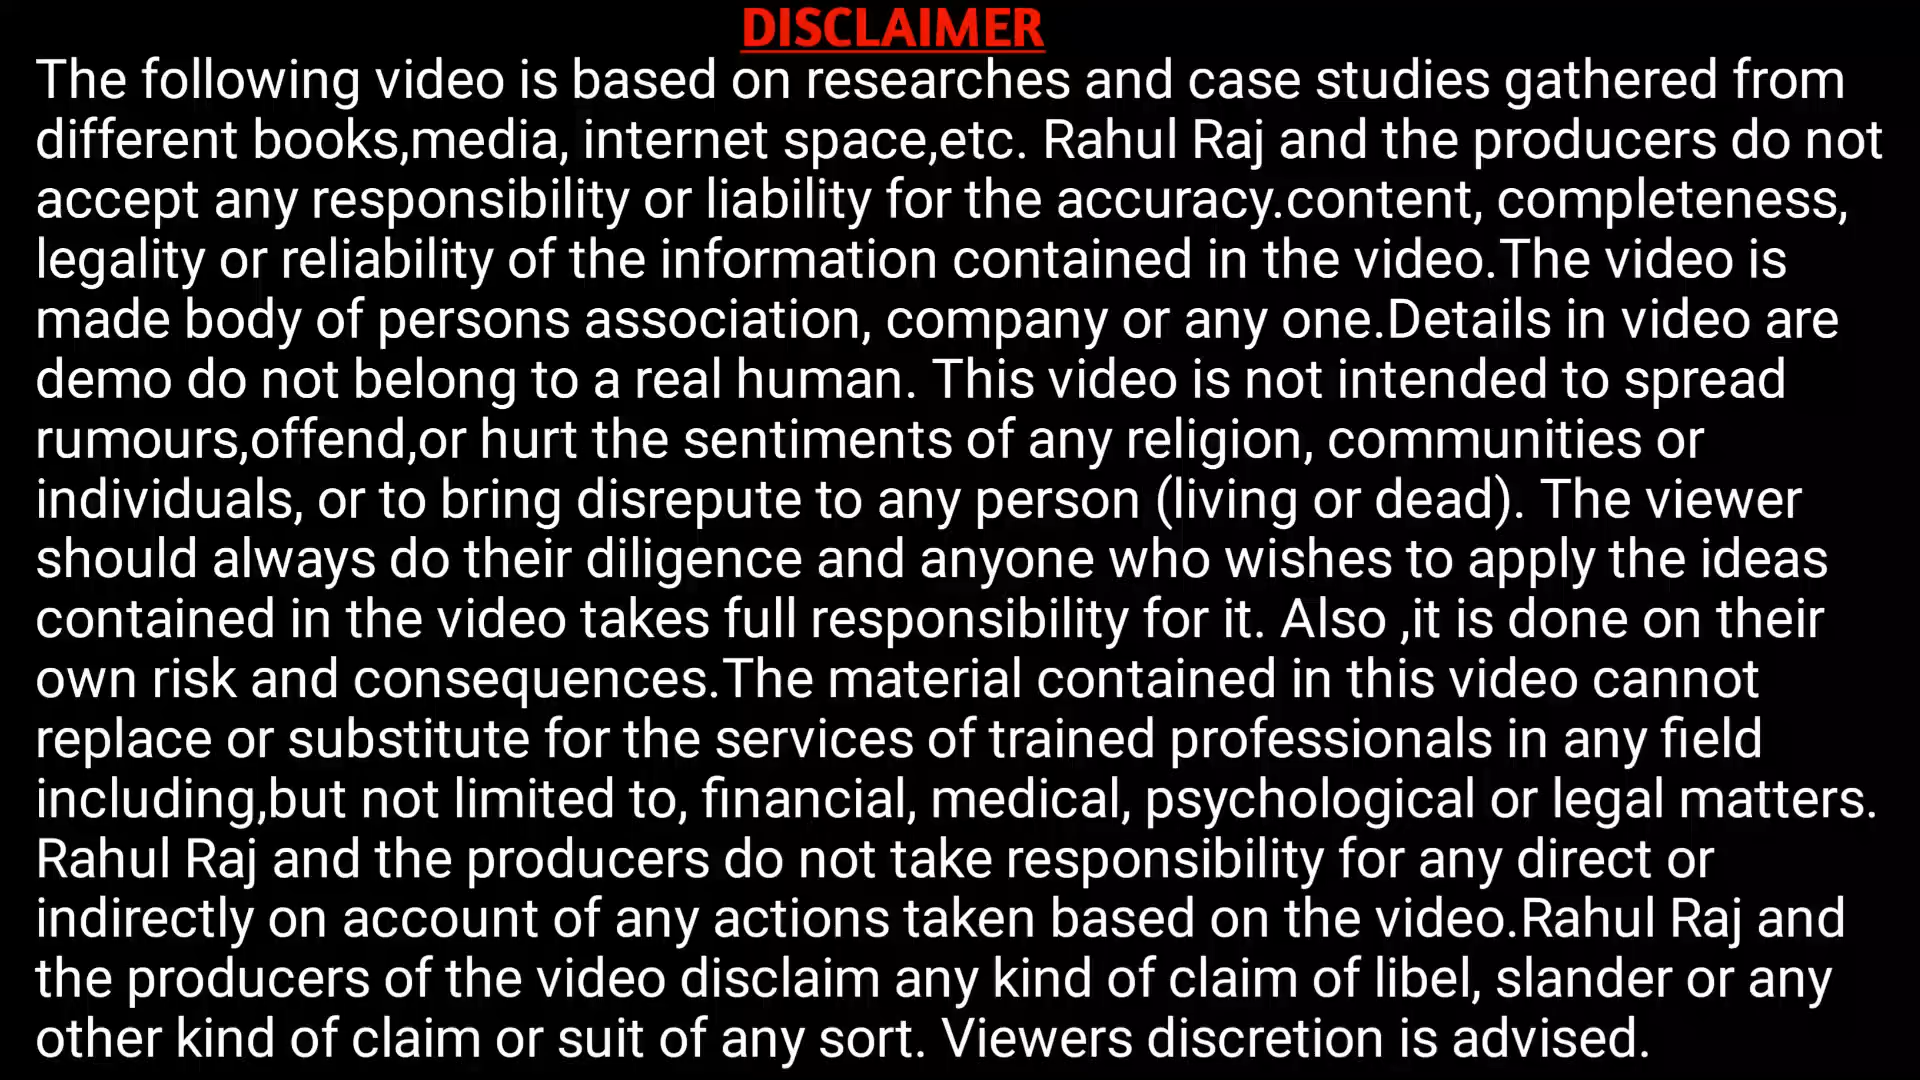 DISCLAIMER
The following video is based on researches and case studies gathered from
different books,media, internet space,etc. Rahul Raj and the producers do not
accept any responsibility or liability for the accuracy.content, completeness,
legality or reliability of the information contained in the video.The video is
made body of persons association, company or any one.Details in video are
demo do not belong to a real human. This video is not intended to spread
rumours,offend,or hurt the sentiments of any religion, communities or
individuals, or to bring disrepute to any person (living or dead). The viewer
should always do their diligence and anyone who wishes to apply the ideas
contained in the video takes full responsibility for it. Also ,it is done on their
own risk and consequences.The material contained in this video cannot
replace or substitute for the services of trained professionals in any field
including,but not limited to, financial, medical, psychological or legal matters.
Rahul Raj and the producers do not take responsibility for any direct or
indirectly on account of any actions taken based on the video.Rahul Raj and
the producers of the video disclaim any kind of claim of libel, slander or any
other kind of claim or suit of any sort. Viewers discretion is advised.